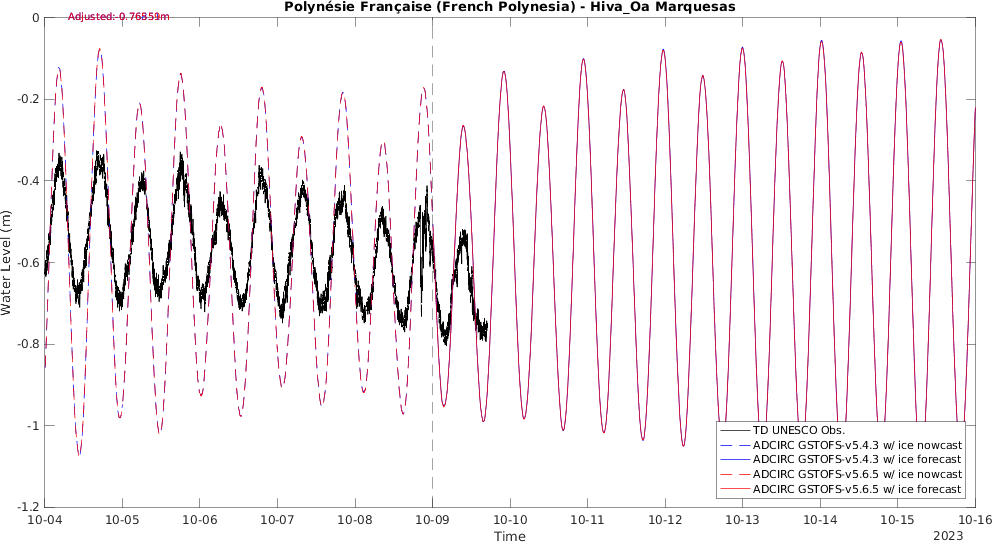 Polynésie Française (French Polynesia) - Hiva_Oa Marquesas
0
-0.2
-0.4
-0.6
-0.8
-1
-1.2
Water Level (m)
TD UNESCO Obs.
ADCIRC GSTOFS-v5.4.3 w/ ice nowcast
ADCIRC GSTOFS-v5.4.3 w/ ice forecast
ADCIRC GSTOFS-v5.6.5 w/ ice nowcast
ADCIRC GSTOFS-v5.6.5 w/ ice forecast
10-04 10-05 10-06 10-07 10-08 10-09 10-10 10-11 10-12 10-13 10-14 10-15 10-16
Time
2023
Adjusted: